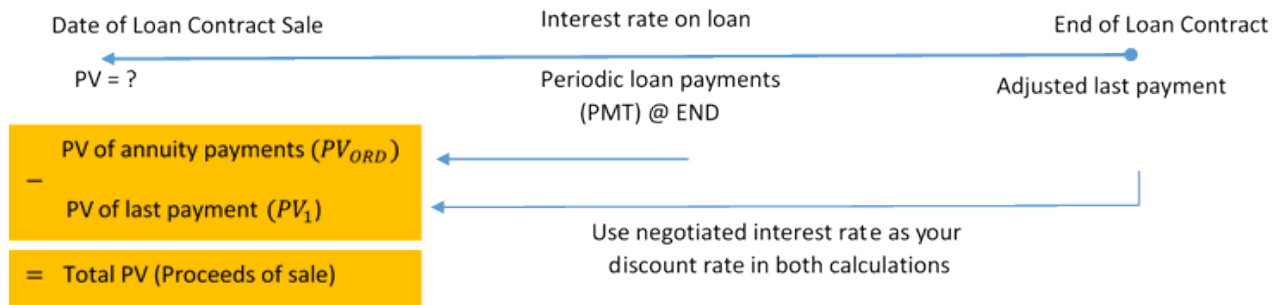 Date of Loan Contract Sale
Interest rate on loan
End of Loan Contract
PV = ?
Periodic loan payments
(PMT) @ END
Adjusted last payment
PV of annuity payments (PV_ORD)
−
PV of last payment (PV_1)
Use negotiated interest rate as your
discount rate in both calculations
= Total PV (Proceeds of sale)